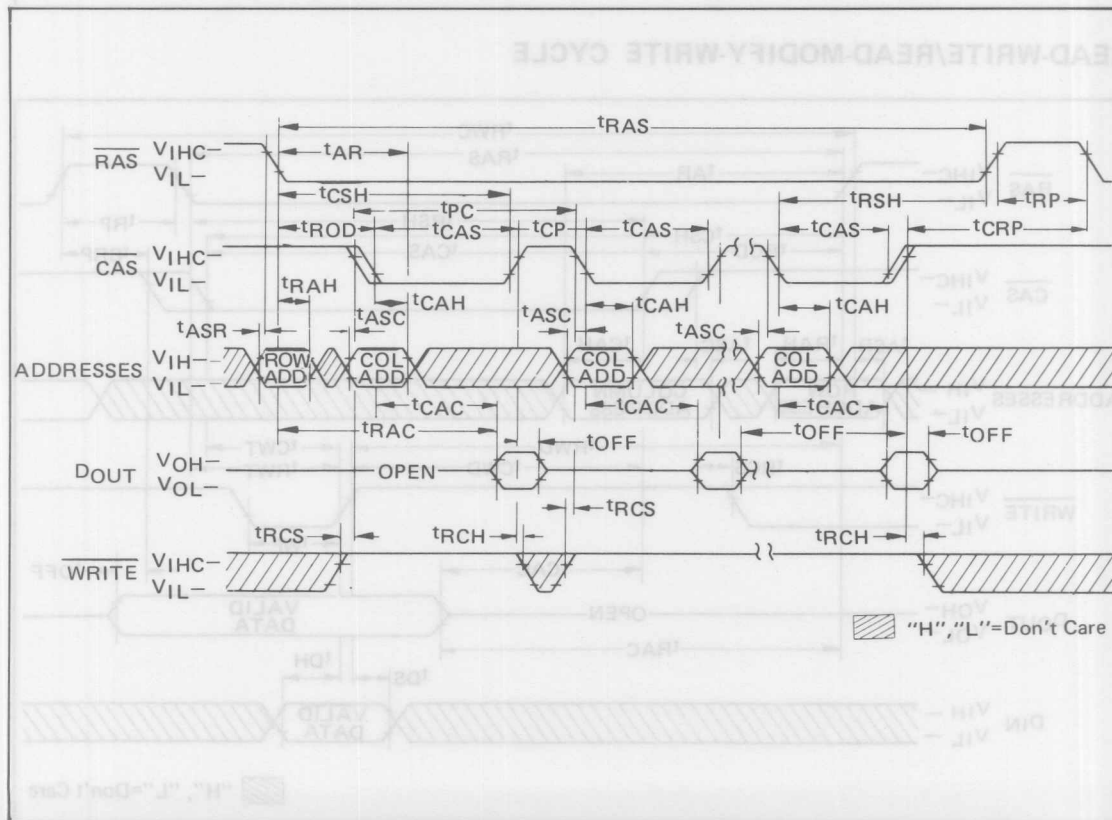 tRAS
RAS VIHC
VIL
tAR
tCSH
tPC
tRSH
tRP
tROD tCAS tCP tCAS tCAS tCRP
CAS VIHC
VIL
tRAH tCAH tCAH tCAH
tASR tASC tASC tASC
ADDRESSES VIH
VIL
ROW ADD
COL ADD
COL ADD
COL ADD
tCAC tCAC tCAC
tRAC tOFF tOFF tOFF
DOUT VOH
VOL
OPEN
tRCS tRCH tRCS tRCH
WRITE VIHC
VIL
"H","L"=Don't Care